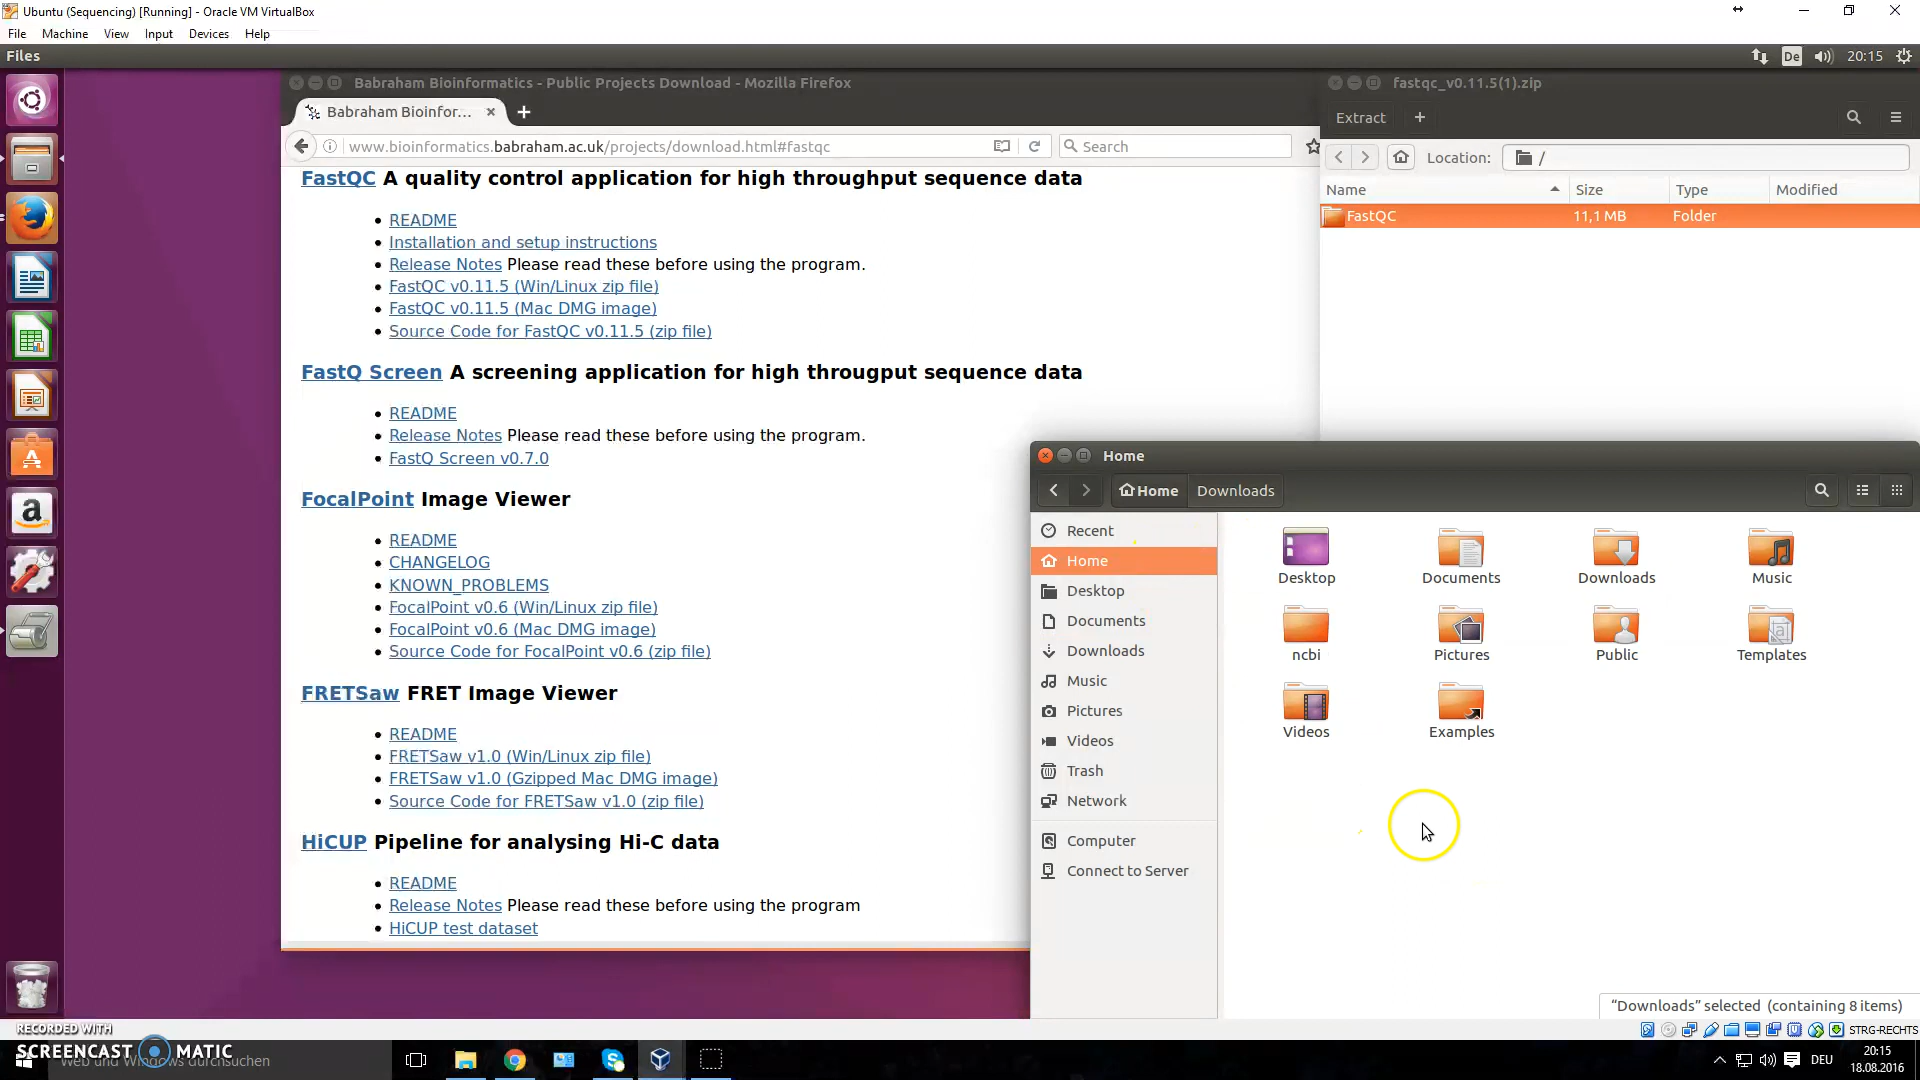 Ubuntu (Sequencing) [Running] - Oracle VM VirtualBox
File Machine View Input Devices Help
Files
De
20:15
Babraham Bioinformatics - Public Projects Download - Mozilla Firefox
Babraham Bioinfor...
www.bioinformatics.babraham.ac.uk/projects/download.html#fastqc
Search
FastQC A quality control application for high throughput sequence data
README
Installation and setup instructions
Release Notes Please read these before using the program.
FastQC v0.11.5 (Win/Linux zip file)
FastQC v0.11.5 (Mac DMG image)
Source Code for FastQC v0.11.5 (zip file)
FastQ Screen A screening application for high througput sequence data
README
Release Notes Please read these before using the program.
FastQ Screen v0.7.0
FocalPoint Image Viewer
README
CHANGELOG
KNOWN_PROBLEMS
FocalPoint v0.6 (Win/Linux zip file)
FocalPoint v0.6 (Mac DMG image)
Source Code for FocalPoint v0.6 (zip file)
FRETSaw FRET Image Viewer
README
FRETSaw v1.0 (Win/Linux zip file)
FRETSaw v1.0 (Gzipped Mac DMG image)
Source Code for FRETSaw v1.0 (zip file)
HiCUP Pipeline for analysing Hi-C data
README
Release Notes Please read these before using the program
HiCUP test dataset
fastqc_v0.11.5(1).zip
Extract +
Location: /
Name Size Type Modified
FastQC 11,1 MB Folder
Home
Home Downloads
Recent
Home
Desktop
Documents
Downloads
Music
Pictures
Videos
Trash
Network
Computer
Connect to Server
Desktop Documents Downloads Music
ncbi Pictures Public Templates
Videos Examples
"Downloads" selected (containing 8 items)
STRG-RECHTS
RECORDED WITH
SCREENCAST MATIC
Web und Windows durchsuchen
DEU
20:15
18.08.2016